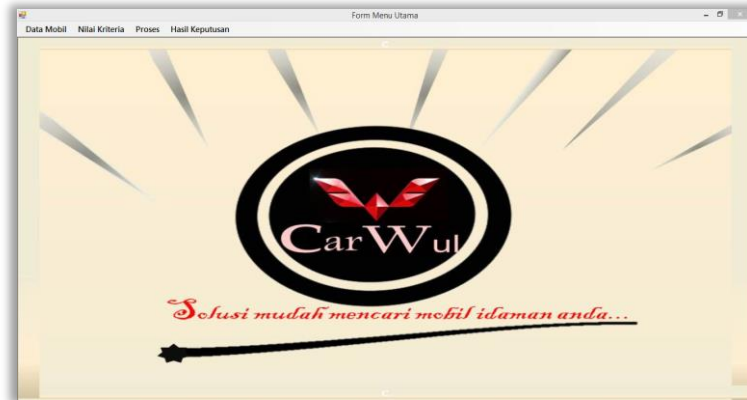 Form Menu Utama
Data Mobil Nilai Kriteria Proses Hasil Keputusan
CarWul
Solusi mudah mencari mobil idaman anda...